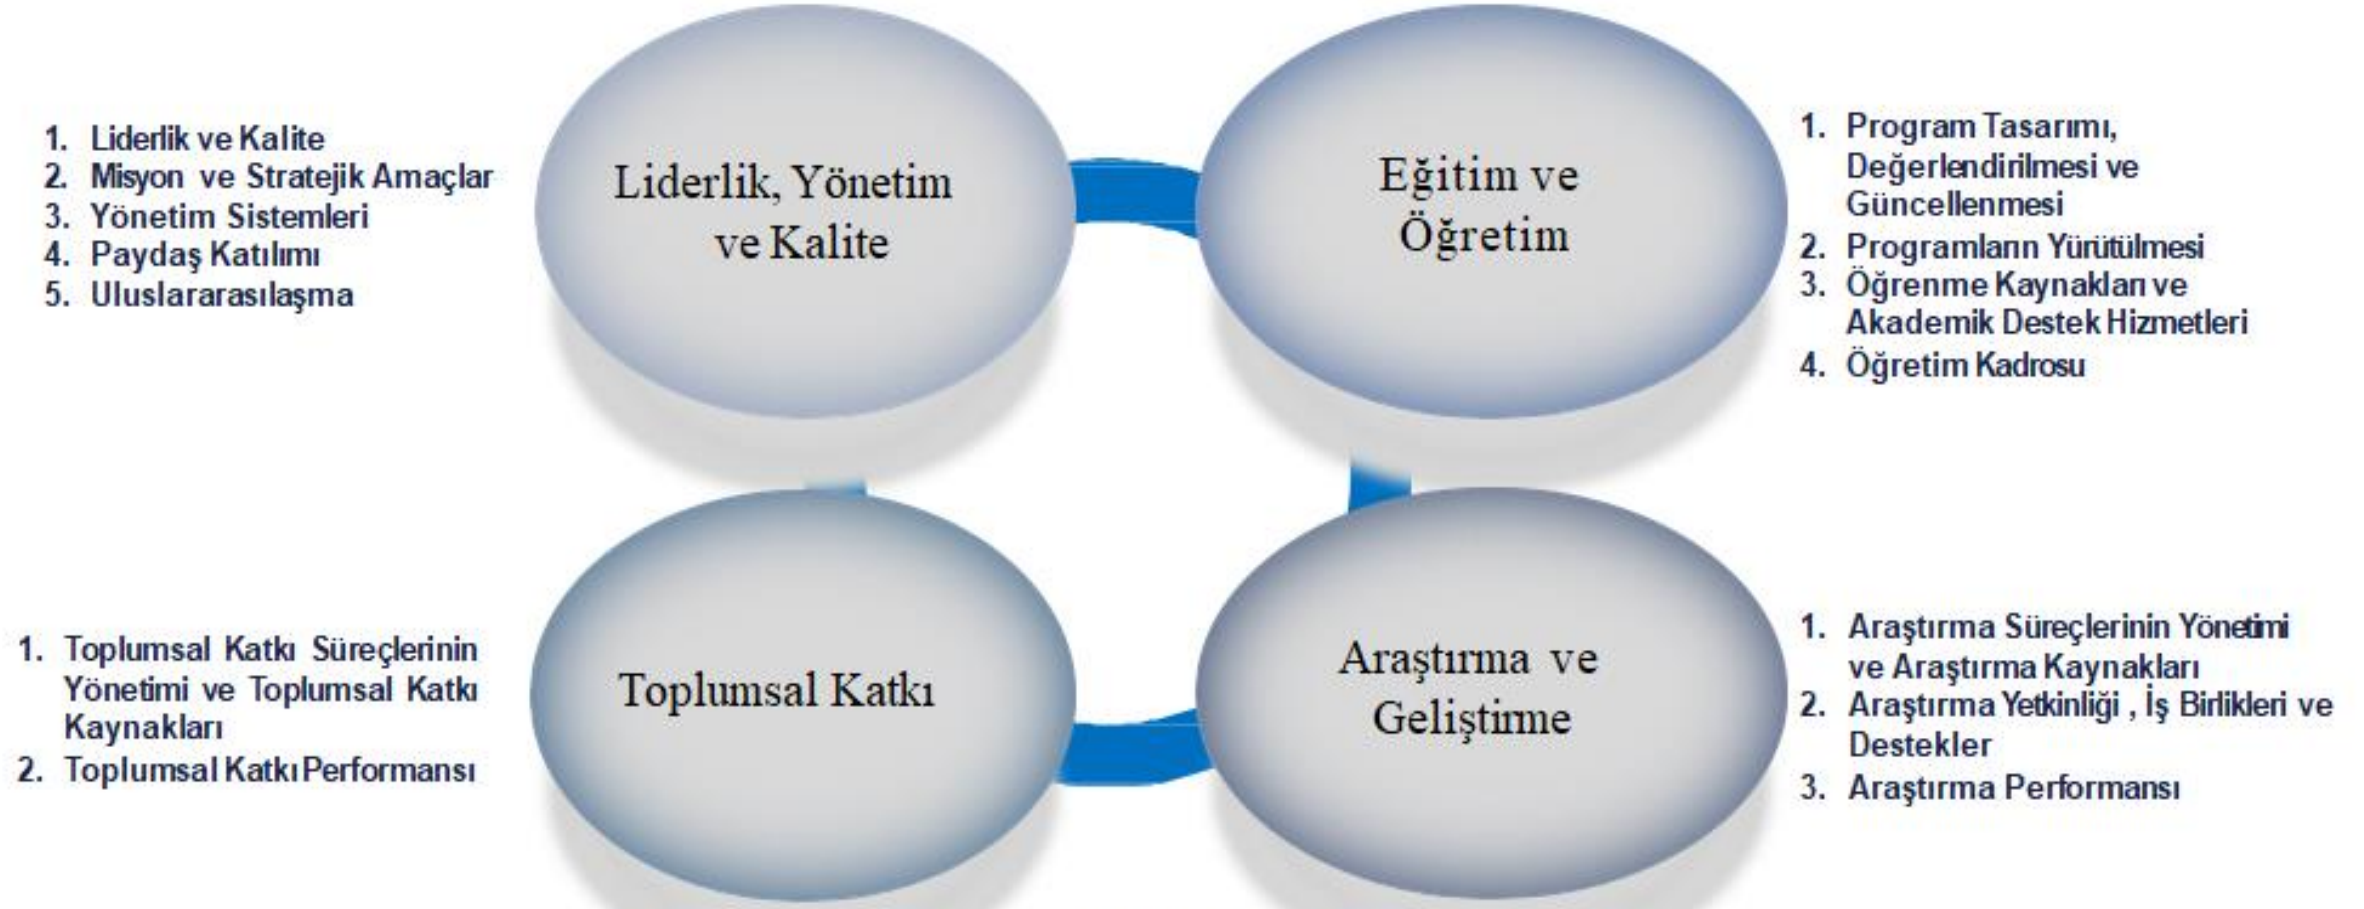 1. Liderlik ve Kalite
2. Misyon ve Stratejik Amaçlar
3. Yönetim Sistemleri
4. Paydaş Katılımı
5. Uluslararasılaşma
Liderlik, Yönetim
ve Kalite
Eğitim ve
Öğretim
1. Program Tasarımı,
Değerlendirilmesi ve
Güncellenmesi
2. Programların Yürütülmesi
3. Öğrenme Kaynakları ve
Akademik Destek Hizmetleri
4. Öğretim Kadrosu
1. Toplumsal Katkı Süreçlerinin
Yönetimi ve Toplumsal Katkı
Kaynakları
2. Toplumsal Katkı Performansı
Toplumsal Katkı
Araştırma ve
Geliştirme
1. Araştırma Süreçlerinin Yönetimi
ve Araştırma Kaynakları
2. Araştırma Yetkinliği , İş Birlikleri ve
Destekler
3. Araştırma Performansı